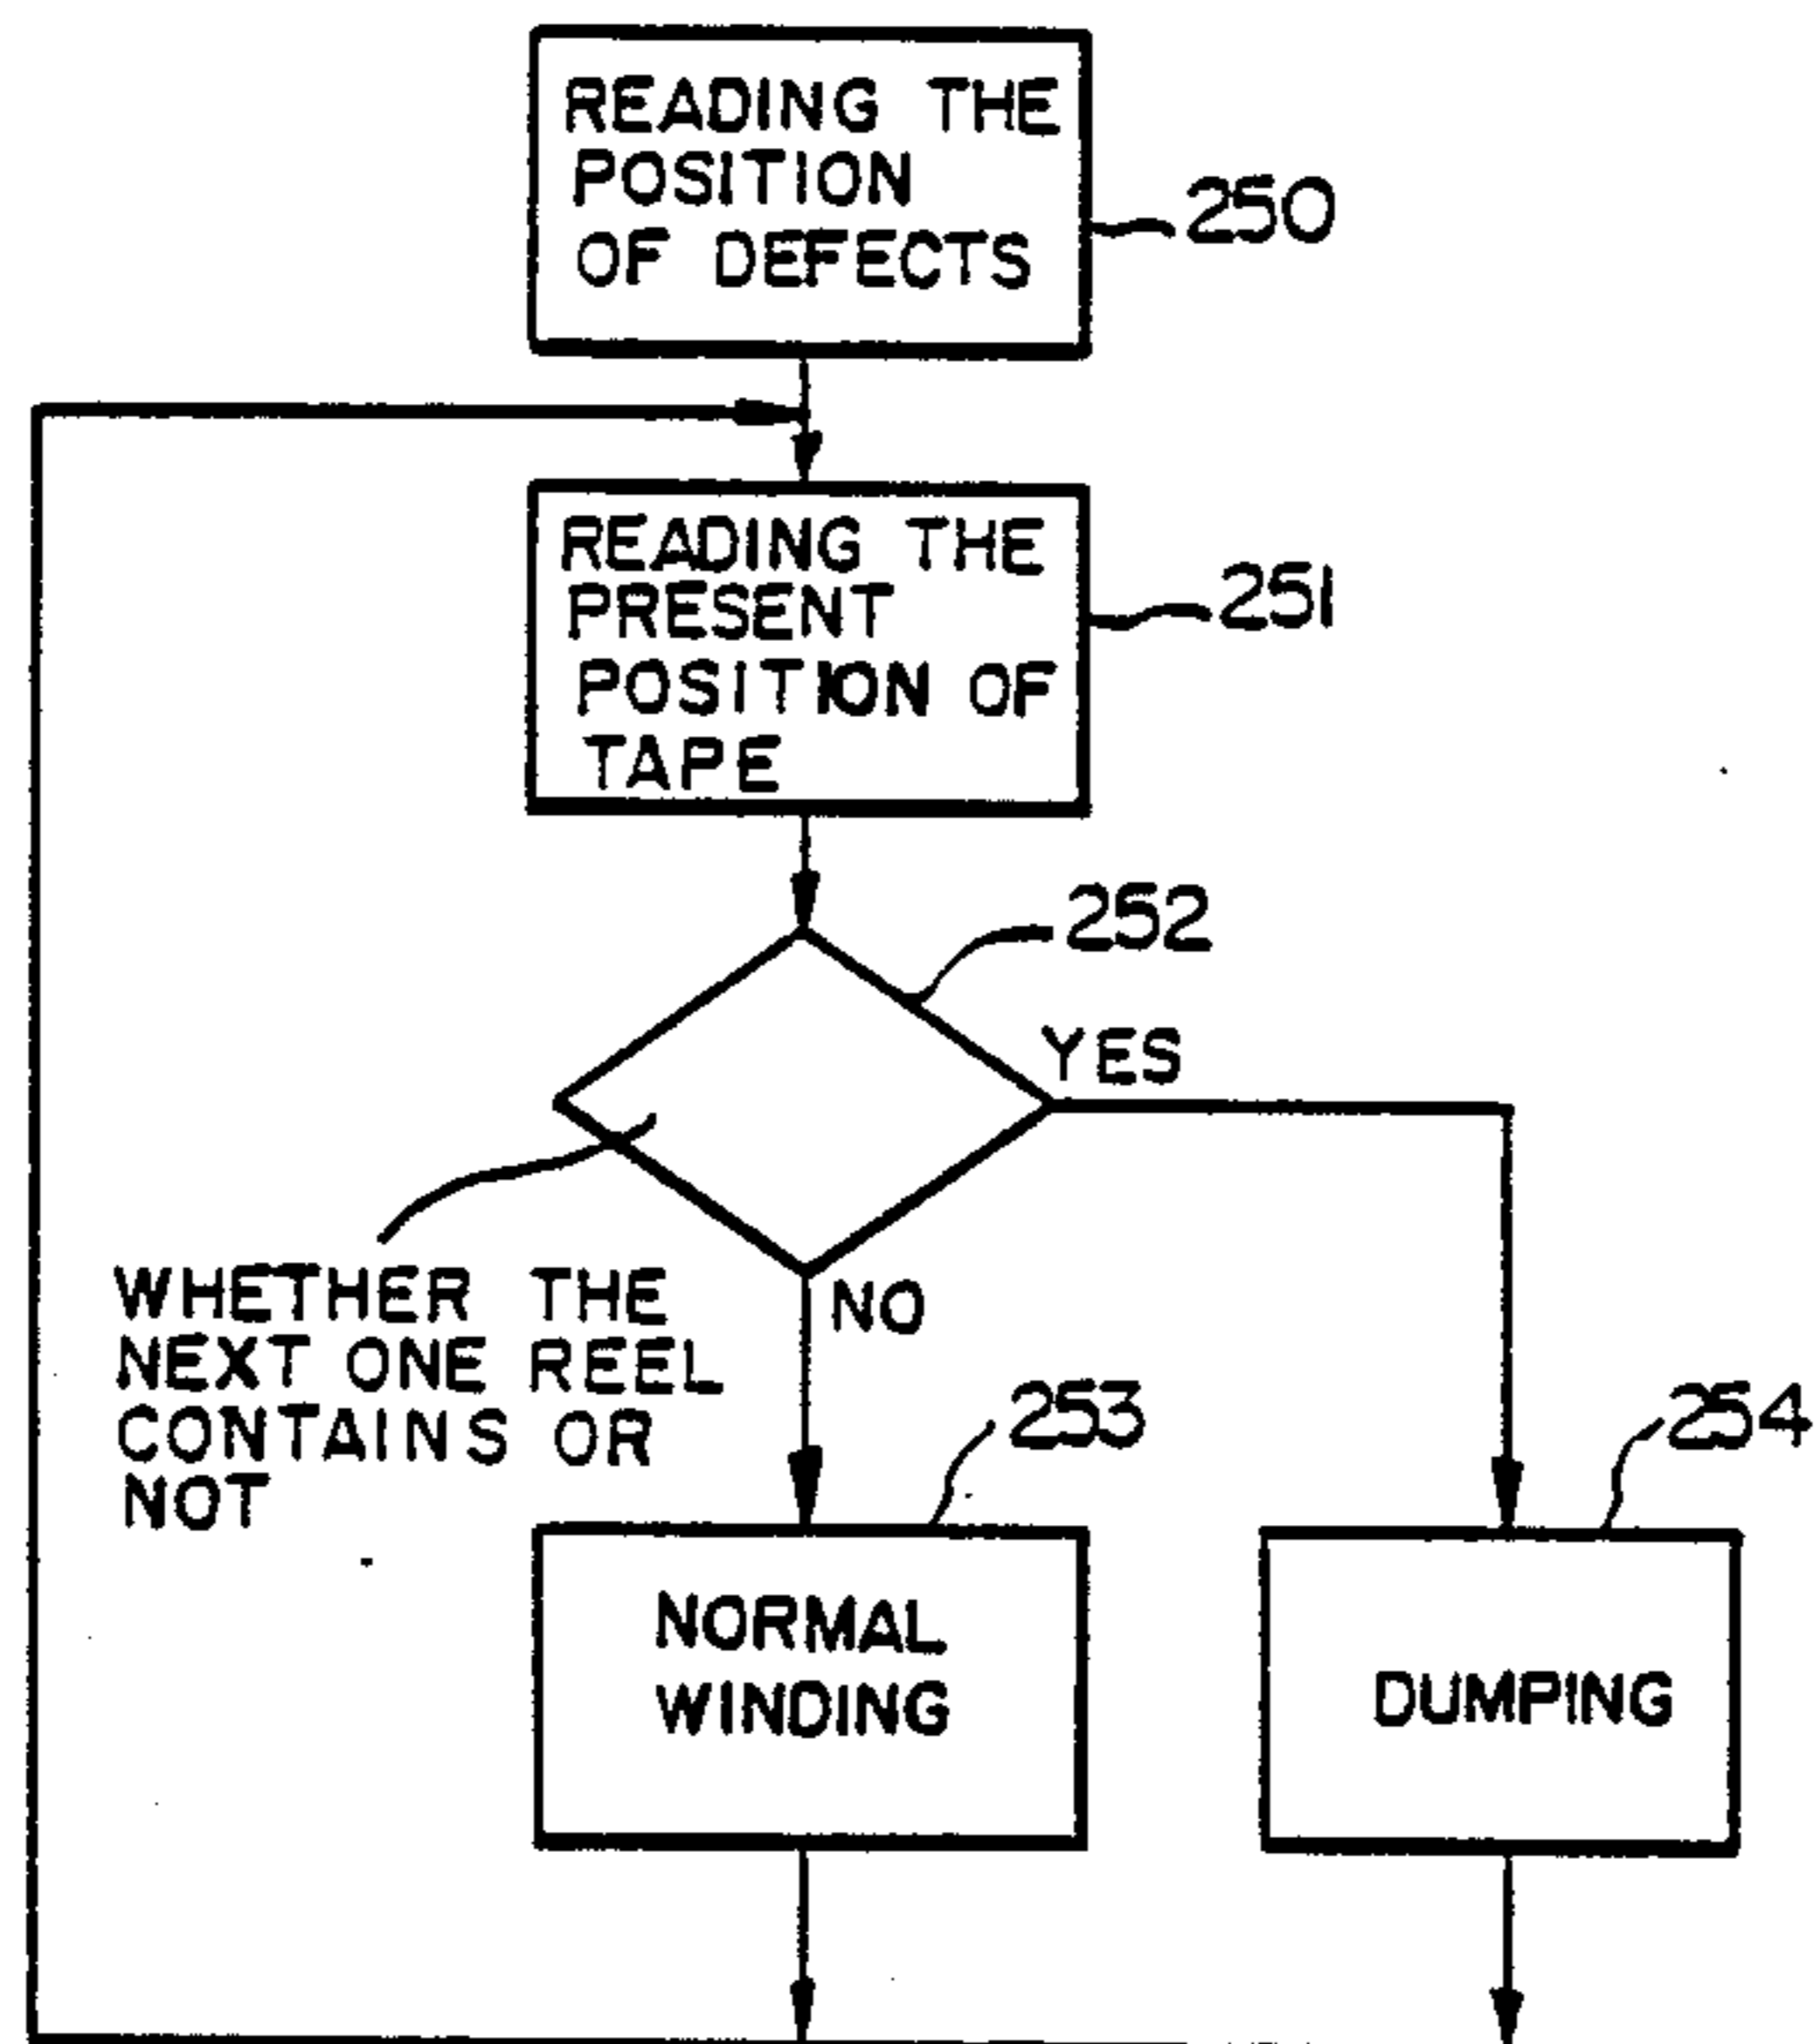 READING THE
POSITION
OF DEFECTS
250
READING THE
PRESENT
POSITION OF
TAPE
251
252
YES
WHETHER THE
NEXT ONE REEL
CONTAINS OR
NOT
NO
253
254
NORMAL
WINDING
DUMPING